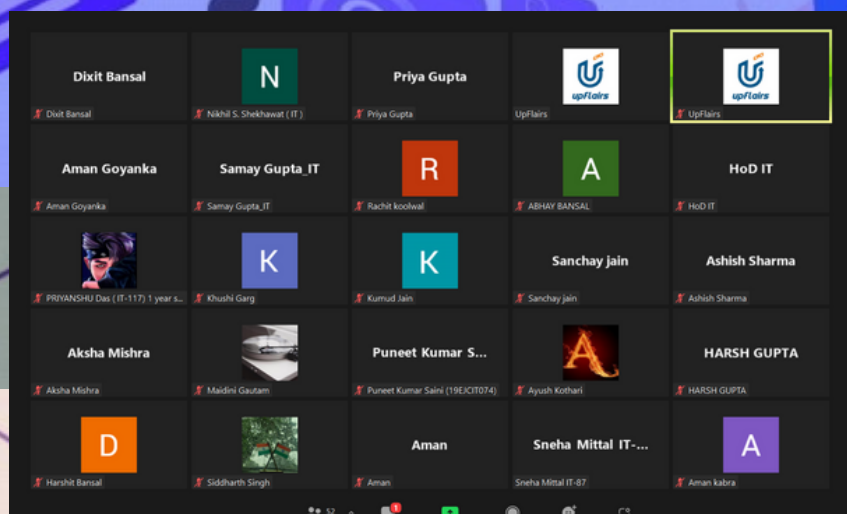 Dixit Bansal
N
Priya Gupta
upflairs
upflairs
Dixit Bansal
Nikhil S. Shekhawat ( IT )
Priya Gupta
UpFlairs
UpFlairs
Aman Goyanka
Samay Gupta_IT
R
A
HoD IT
Aman Goyanka
Samay Gupta_IT
Rachit koolwal
ABHAY BANSAL
HoD IT
K
K
Sanchay jain
Ashish Sharma
PRIYANSHU Das ( IT-117) 1 year s...
Khushi Garg
Kumud Jain
Sanchay jain
Ashish Sharma
Aksha Mishra
Puneet Kumar S...
A
HARSH GUPTA
Aksha Mishra
Maidini Gautam
Puneet Kumar Saini (19EJCIT074)
Ayush Kothari
HARSH GUPTA
D
Aman
Sneha Mittal IT-...
A
Harshit Bansal
Siddharth Singh
Aman
Sneha Mittal IT-87
Aman kabra
1